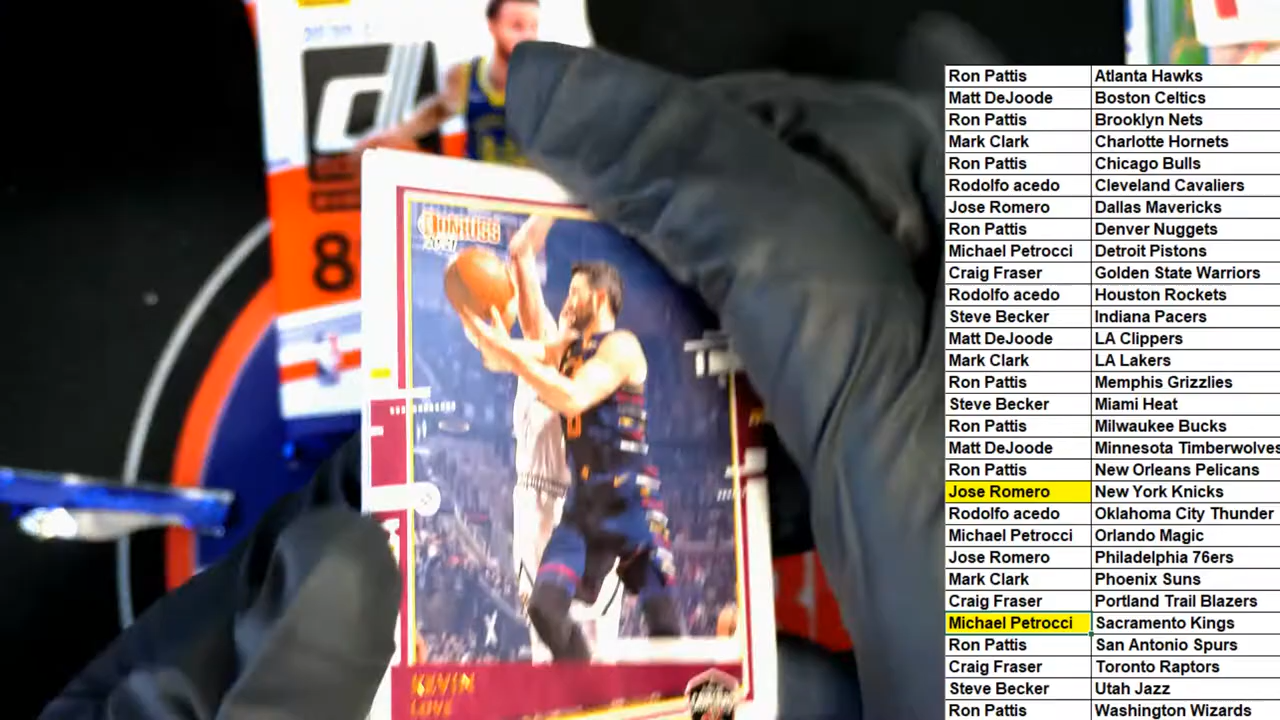 8
DONRUSS
KEVIN
LOVE
Ron Pattis Atlanta Hawks
Matt DeJoode Boston Celtics
Ron Pattis Brooklyn Nets
Mark Clark Charlotte Hornets
Ron Pattis Chicago Bulls
Rodolfo acedo Cleveland Cavaliers
Jose Romero Dallas Mavericks
Ron Pattis Denver Nuggets
Michael Petrocci Detroit Pistons
Craig Fraser Golden State Warriors
Rodolfo acedo Houston Rockets
Steve Becker Indiana Pacers
Matt DeJoode LA Clippers
Mark Clark LA Lakers
Ron Pattis Memphis Grizzlies
Steve Becker Miami Heat
Ron Pattis Milwaukee Bucks
Matt DeJoode Minnesota Timberwolves
Ron Pattis New Orleans Pelicans
Jose Romero New York Knicks
Rodolfo acedo Oklahoma City Thunder
Michael Petrocci Orlando Magic
Jose Romero Philadelphia 76ers
Mark Clark Phoenix Suns
Craig Fraser Portland Trail Blazers
Michael Petrocci Sacramento Kings
Ron Pattis San Antonio Spurs
Craig Fraser Toronto Raptors
Steve Becker Utah Jazz
Ron Pattis Washington Wizards